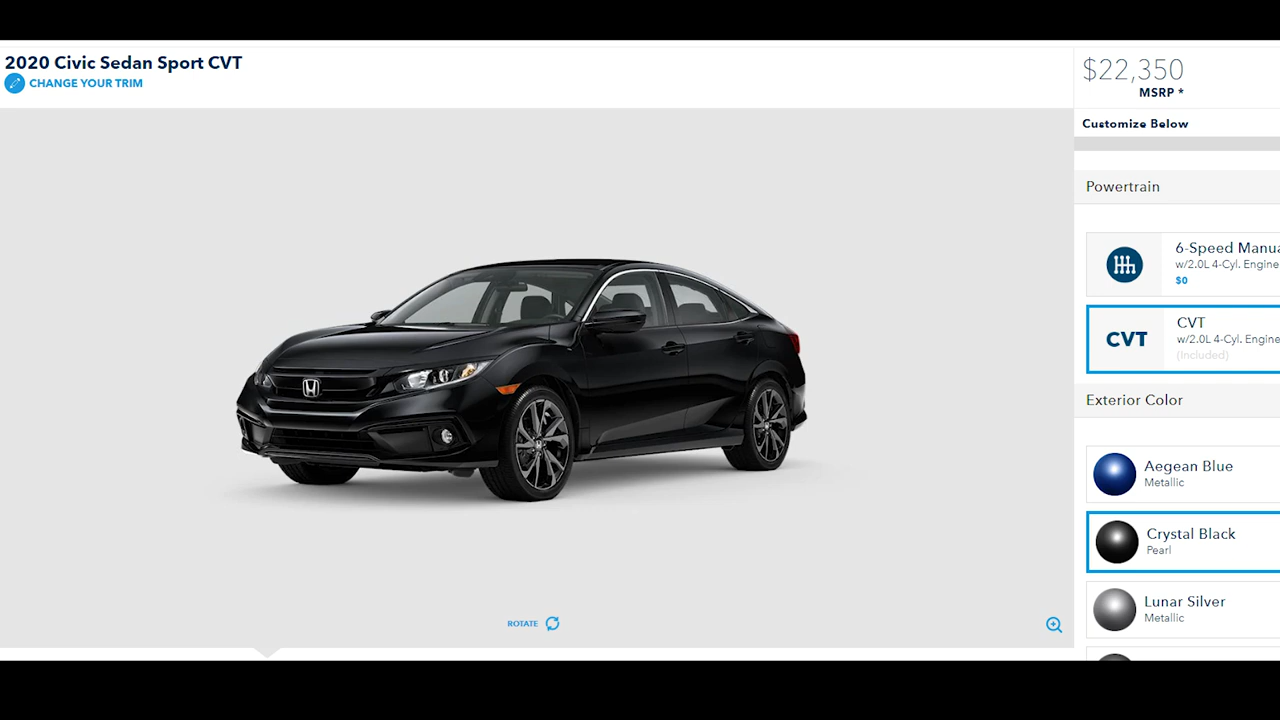 2020 Civic Sedan Sport CVT
CHANGE YOUR TRIM
$22,350
MSRP *
Customize Below
Powertrain
6-Speed Manua
w/2.0L 4-Cyl. Engine
$0
CVT
CVT
w/2.0L 4-Cyl. Engine
(Included)
Exterior Color
Aegean Blue
Metallic
Crystal Black
Pearl
Lunar Silver
Metallic
ROTATE